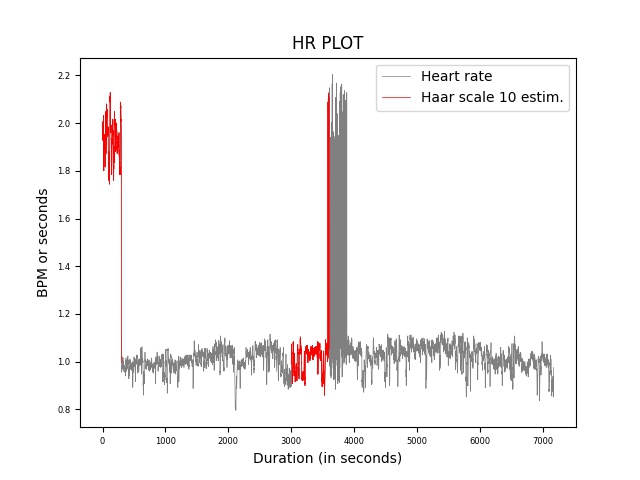 HR PLOT
Heart rate
Haar scale 10 estim.
2.2
2.0
1.8
1.6
1.4
1.2
1.0
0.8
BPM or seconds
0 1000 2000 3000 4000 5000 6000 7000
Duration (in seconds)